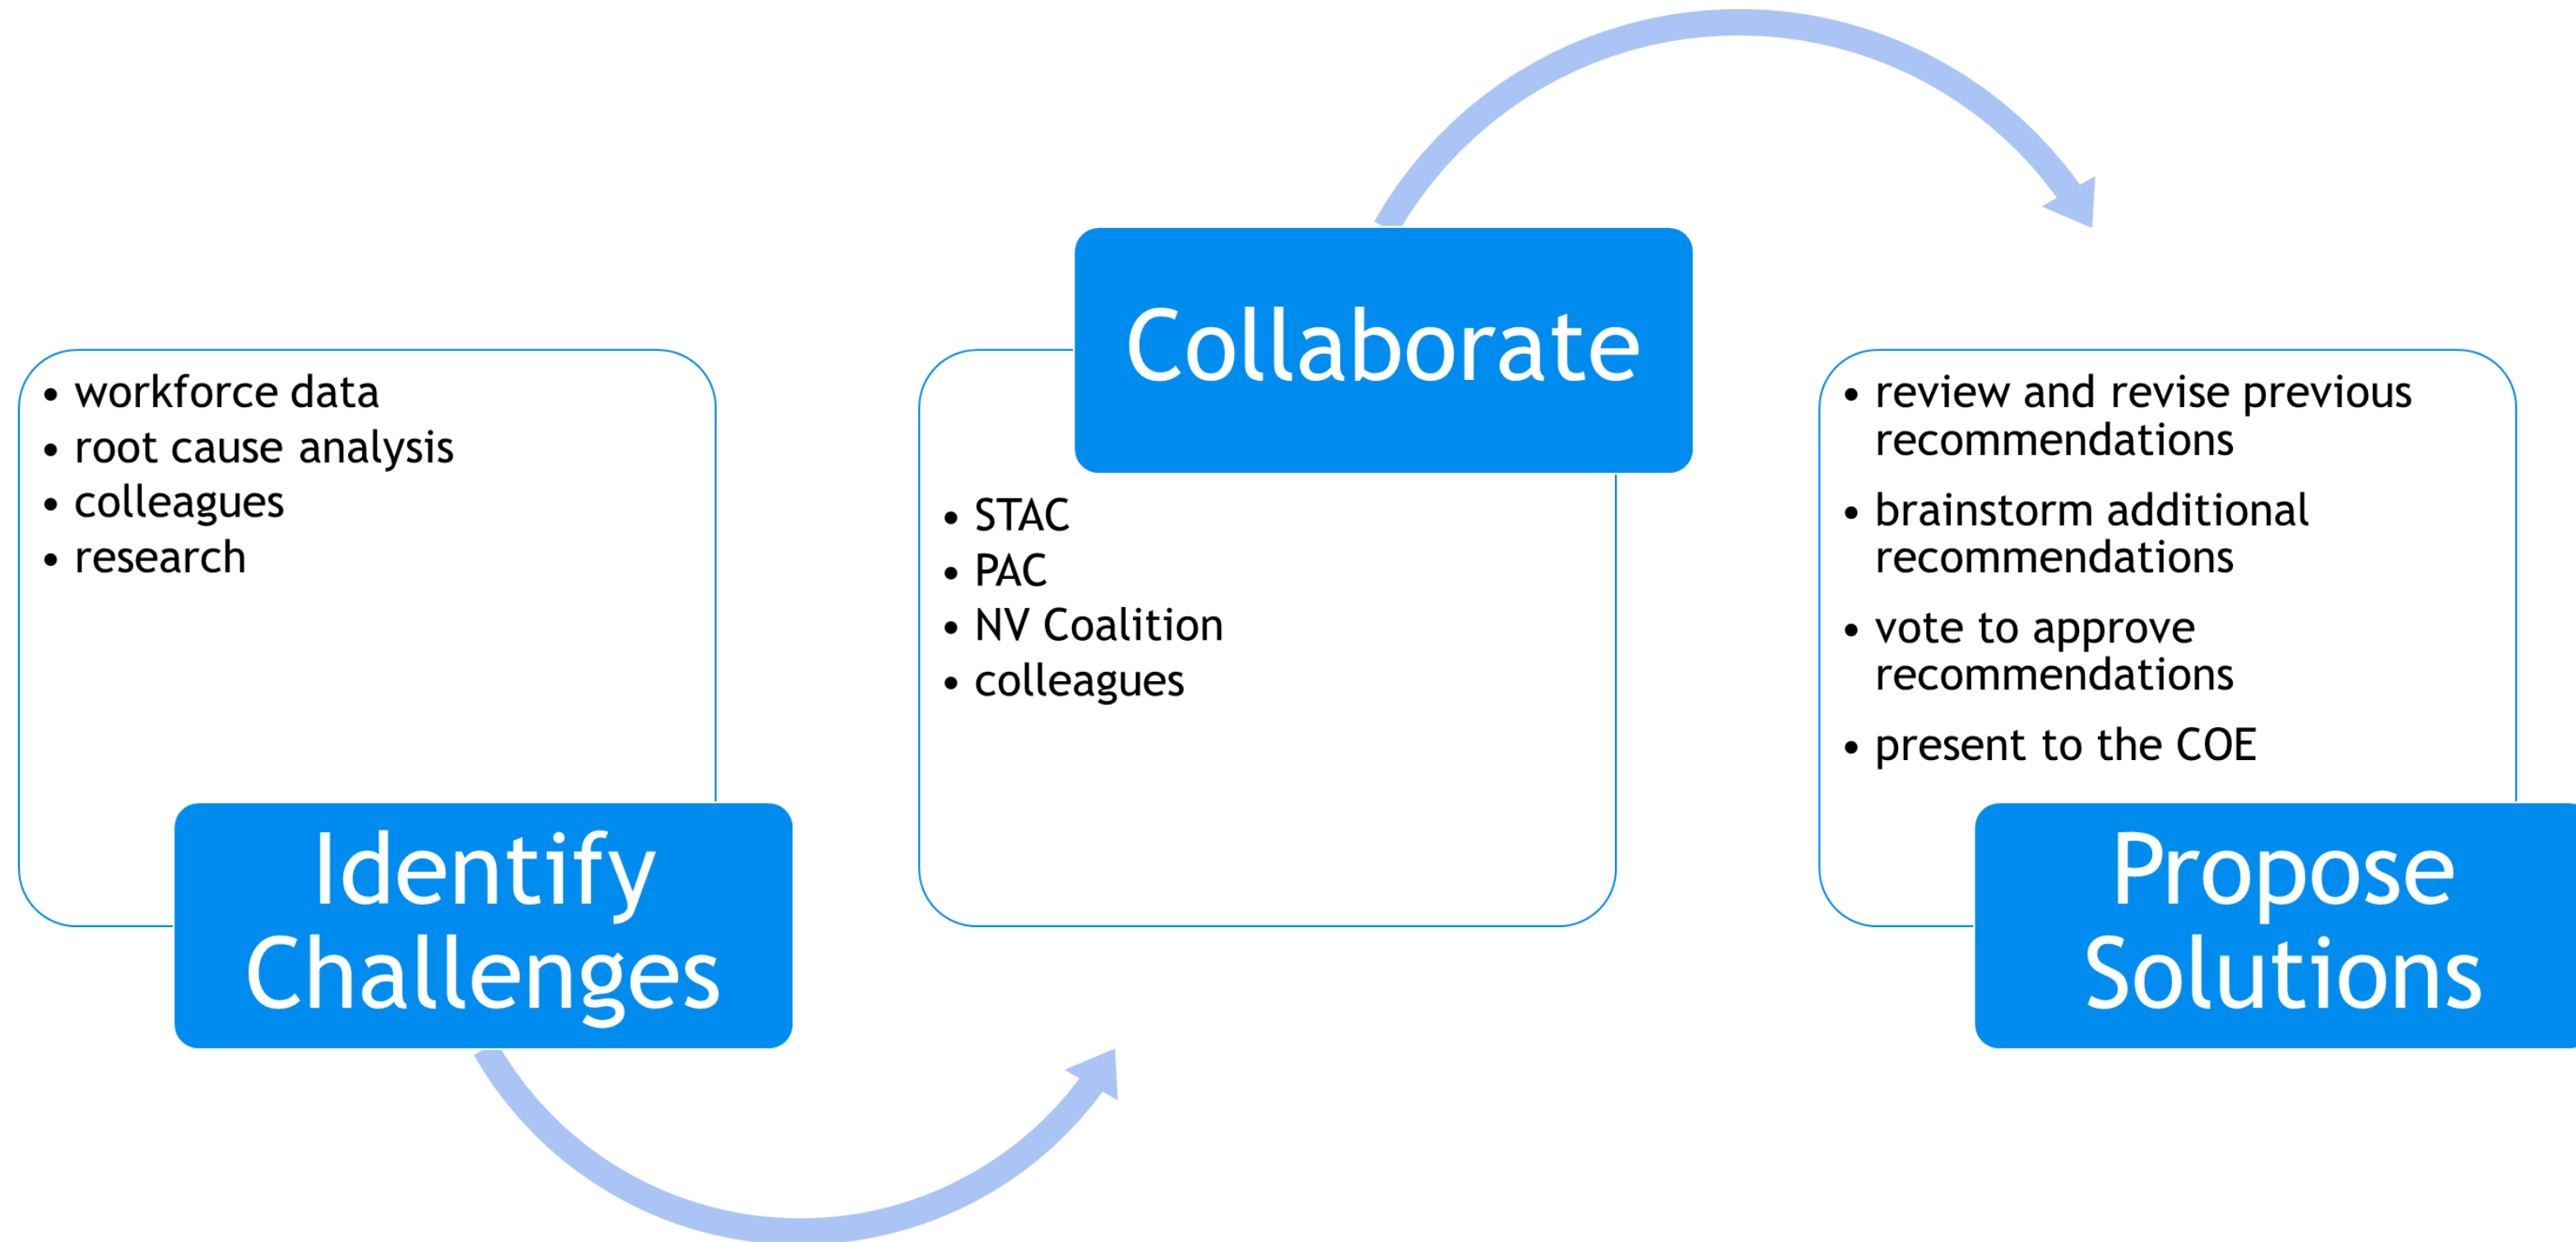 • workforce data
• root cause analysis
• colleagues
• research
Identify
Challenges
Collaborate
• STAC
• PAC
• NV Coalition
• colleagues
• review and revise previous
recommendations
• brainstorm additional
recommendations
• vote to approve
recommendations
• present to the COE
Propose
Solutions